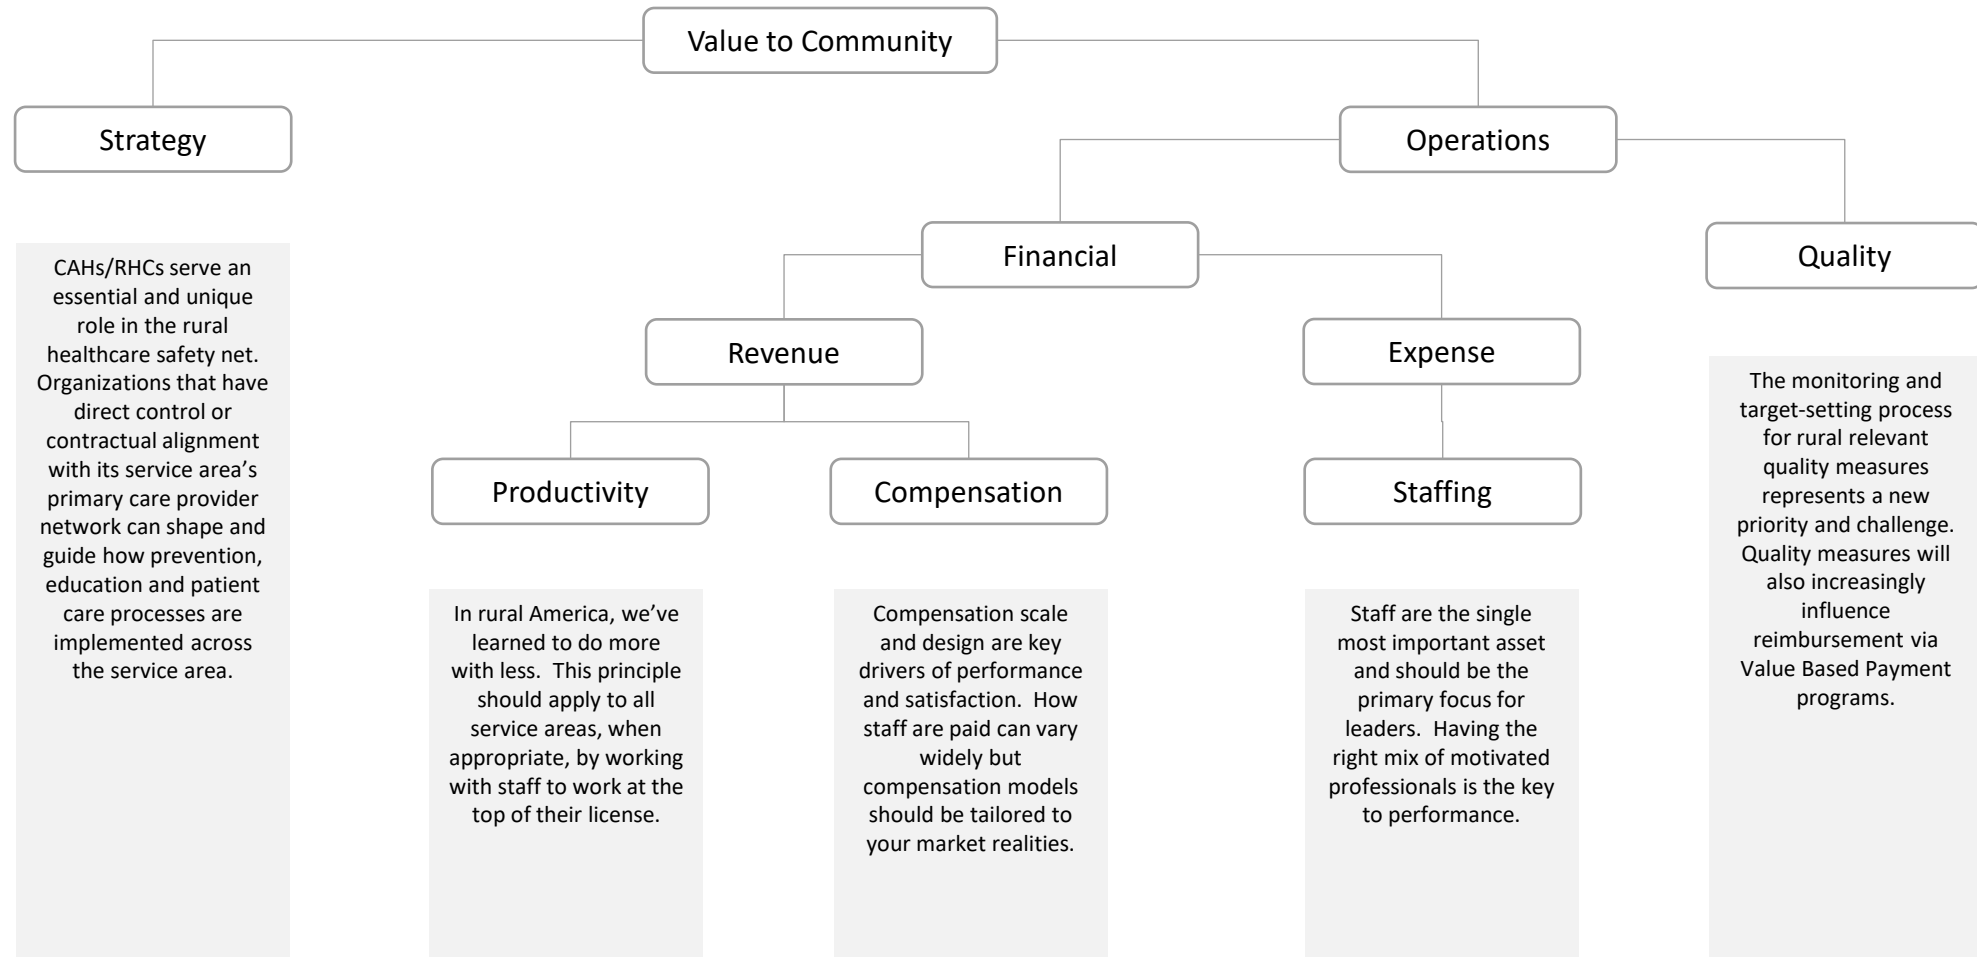 Value to Community
Strategy
Operations
Financial
Quality
Revenue
Expense
Productivity
Compensation
Staffing
CAHs/RHCs serve an
essential and unique
role in the rural
healthcare safety net.
Organizations that have
direct control or
contractual alignment
with its service area’s
primary care provider
network can shape and
guide how prevention,
education and patient
care processes are
implemented across
the service area.
In rural America, we’ve
learned to do more
with less.  This principle
should apply to all
service areas, when
appropriate, by working
with staff to work at the
top of their license.
Compensation scale
and design are key
drivers of performance
and satisfaction.  How
staff are paid can vary
widely but
compensation models
should be tailored to
your market realities.
Staff are the single
most important asset
and should be the
primary focus for
leaders.  Having the
right mix of motivated
professionals is the key
to performance.
The monitoring and
target-setting process
for rural relevant
quality measures
represents a new
priority and challenge.
Quality measures will
also increasingly
influence
reimbursement via
Value Based Payment
programs.